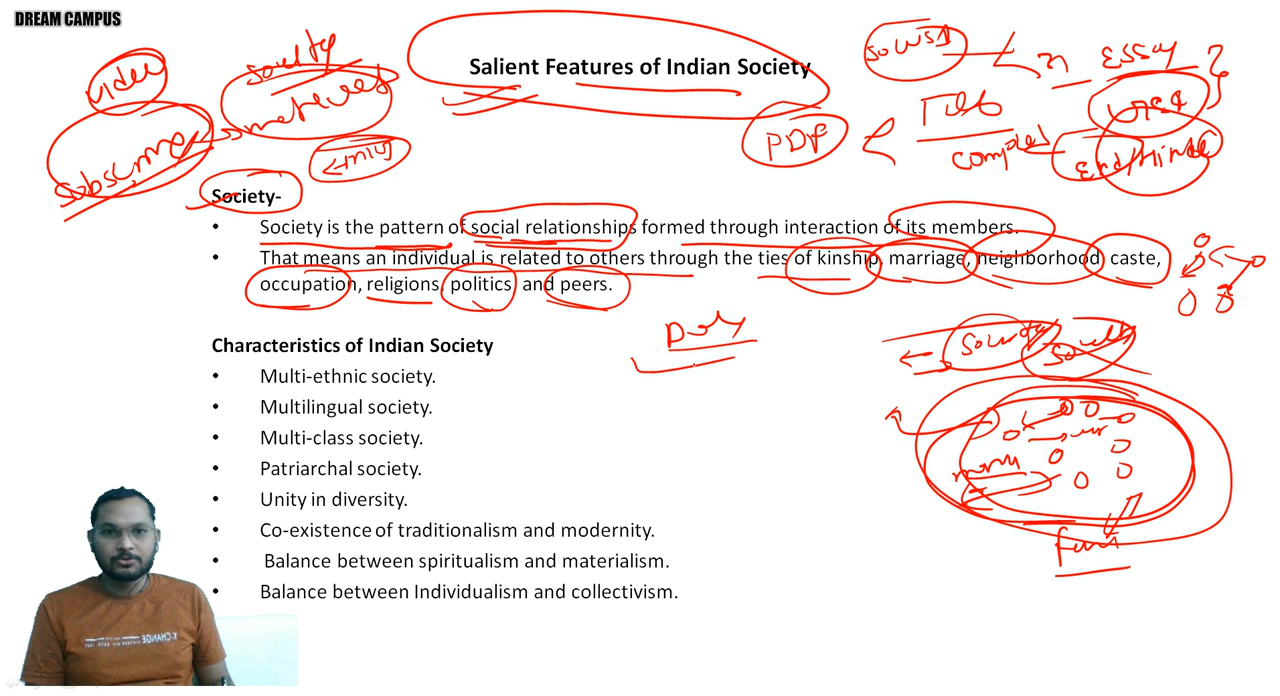 DREAM CAMPUS
Salient Features of Indian Society
Essay
video
society
PDF
Society-
• Society is the pattern of social relationships formed through interaction of its members.
• That means an individual is related to others through the ties of kinship, marriage, neighborhood, caste,
occupation, religions, politics and peers.
Characteristics of Indian Society
• Multi-ethnic society.
• Multilingual society.
• Multi-class society.
• Patriarchal society.
• Unity in diversity.
• Co-existence of traditionalism and modernity.
• Balance between spiritualism and materialism.
• Balance between Individualism and collectivism.
K-CHANGE